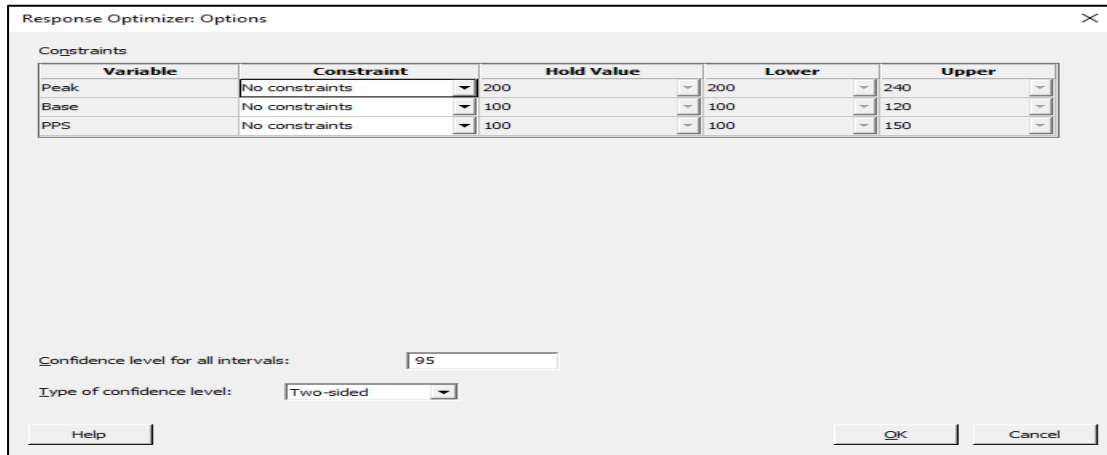 Response Optimizer: Options
Constraints
Variable Constraint Hold Value Lower Upper
Peak No constraints 200 200 240
Base No constraints 100 100 120
PPS No constraints 100 100 150
Confidence level for all intervals: 95
Type of confidence level: Two-sided
Help OK Cancel